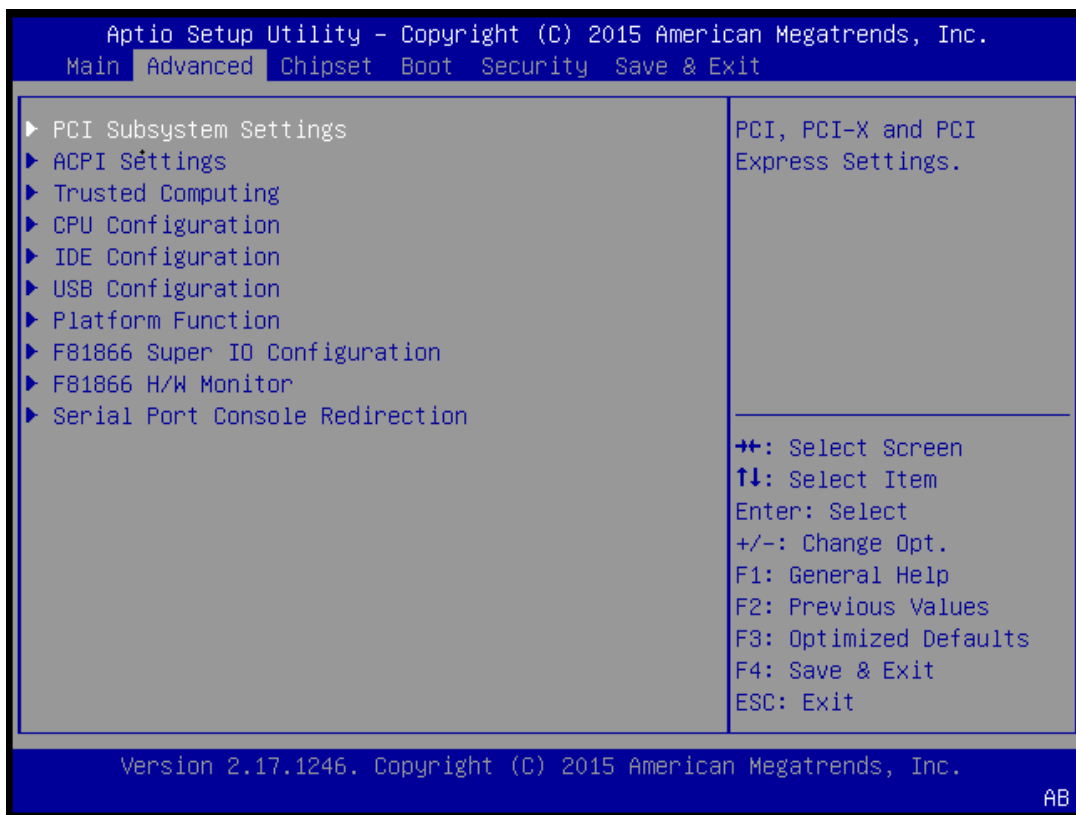 Aptio Setup Utility – Copyright (C) 2015 American Megatrends, Inc.
Main Advanced Chipset Boot Security Save & Exit
▶ PCI Subsystem Settings
▶ ACPI Settings
▶ Trusted Computing
▶ CPU Configuration
▶ IDE Configuration
▶ USB Configuration
▶ Platform Function
▶ F81866 Super IO Configuration
▶ F81866 H/W Monitor
▶ Serial Port Console Redirection
PCI, PCI-X and PCI
Express Settings.
→←: Select Screen
↑↓: Select Item
Enter: Select
+/-: Change Opt.
F1: General Help
F2: Previous Values
F3: Optimized Defaults
F4: Save & Exit
ESC: Exit
Version 2.17.1246. Copyright (C) 2015 American Megatrends, Inc.
AB